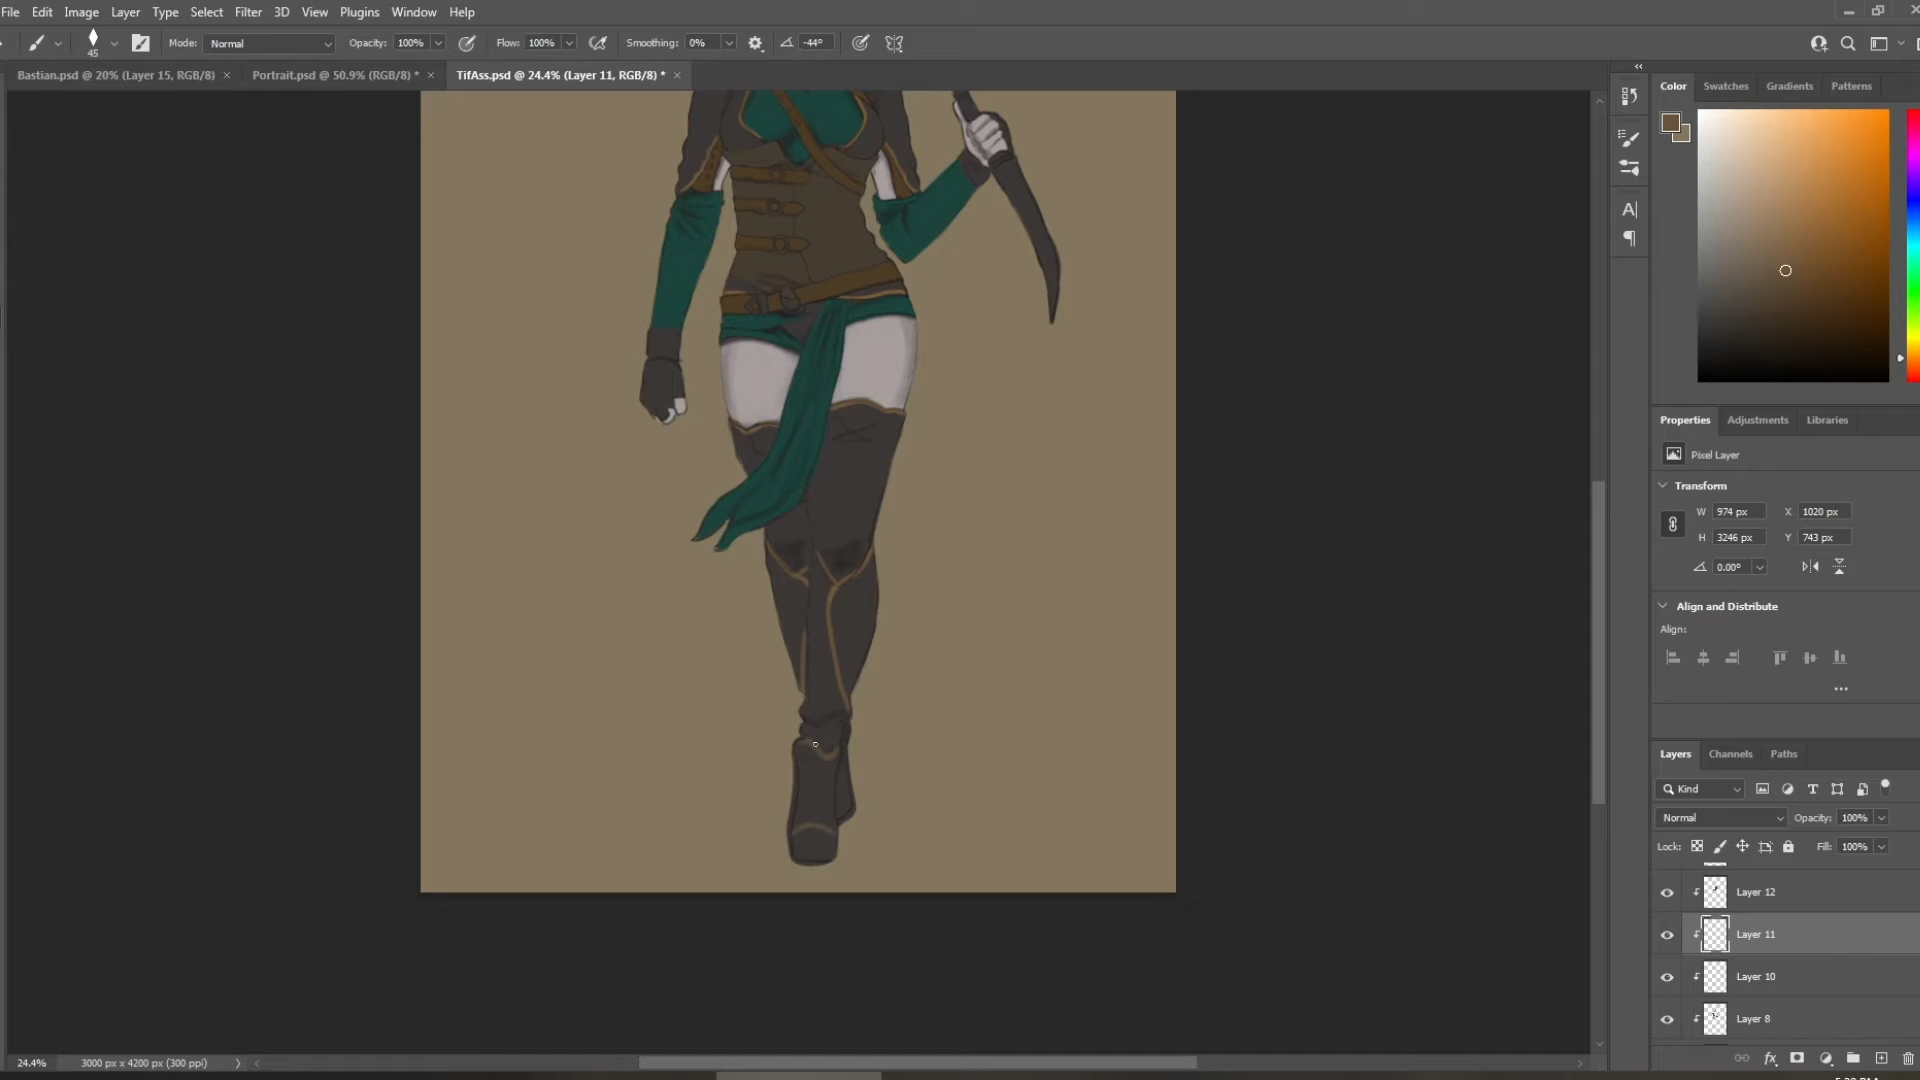 File Edit Image Layer Type Select Filter 3D View Plugins Window Help
45 Mode: Normal Opacity: 100% Flow: 100% Smoothing: 0% -44°
Bastian.psd @ 20% (Layer 15, RGB/8) × Portrait.psd @ 50.9% (RGB/8) * × TifAss.psd @ 24.4% (Layer 11, RGB/8) * ×
Color Swatches Gradients Patterns
Properties Adjustments Libraries
Pixel Layer
Transform
W 974 px X 1020 px
H 3246 px Y 743 px
0.00°
Align and Distribute
Align:
Layers Channels Paths
Kind
Normal Opacity: 100%
Lock: Fill: 100%
Layer 12
Layer 11
Layer 10
Layer 8
24.4% 3000 px x 4200 px (300 ppi)